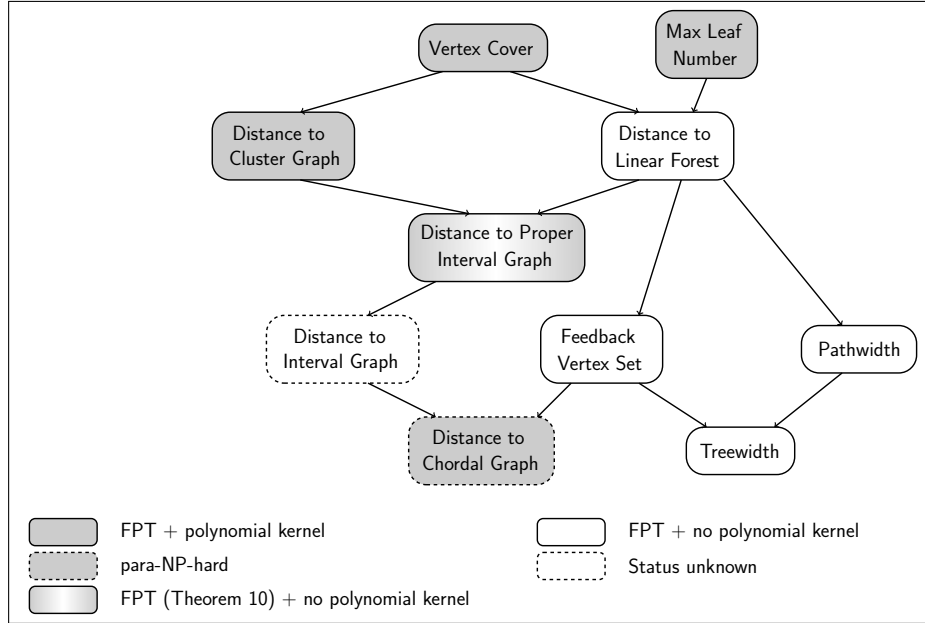 Vertex Cover
Max Leaf
Number
Distance to
Cluster Graph
Distance to
Linear Forest
Distance to Proper
Interval Graph
Distance to
Interval Graph
Feedback
Vertex Set
Pathwidth
Distance to
Chordal Graph
Treewidth
FPT + polynomial kernel
FPT + no polynomial kernel
para-NP-hard
Status unknown
FPT (Theorem 10) + no polynomial kernel